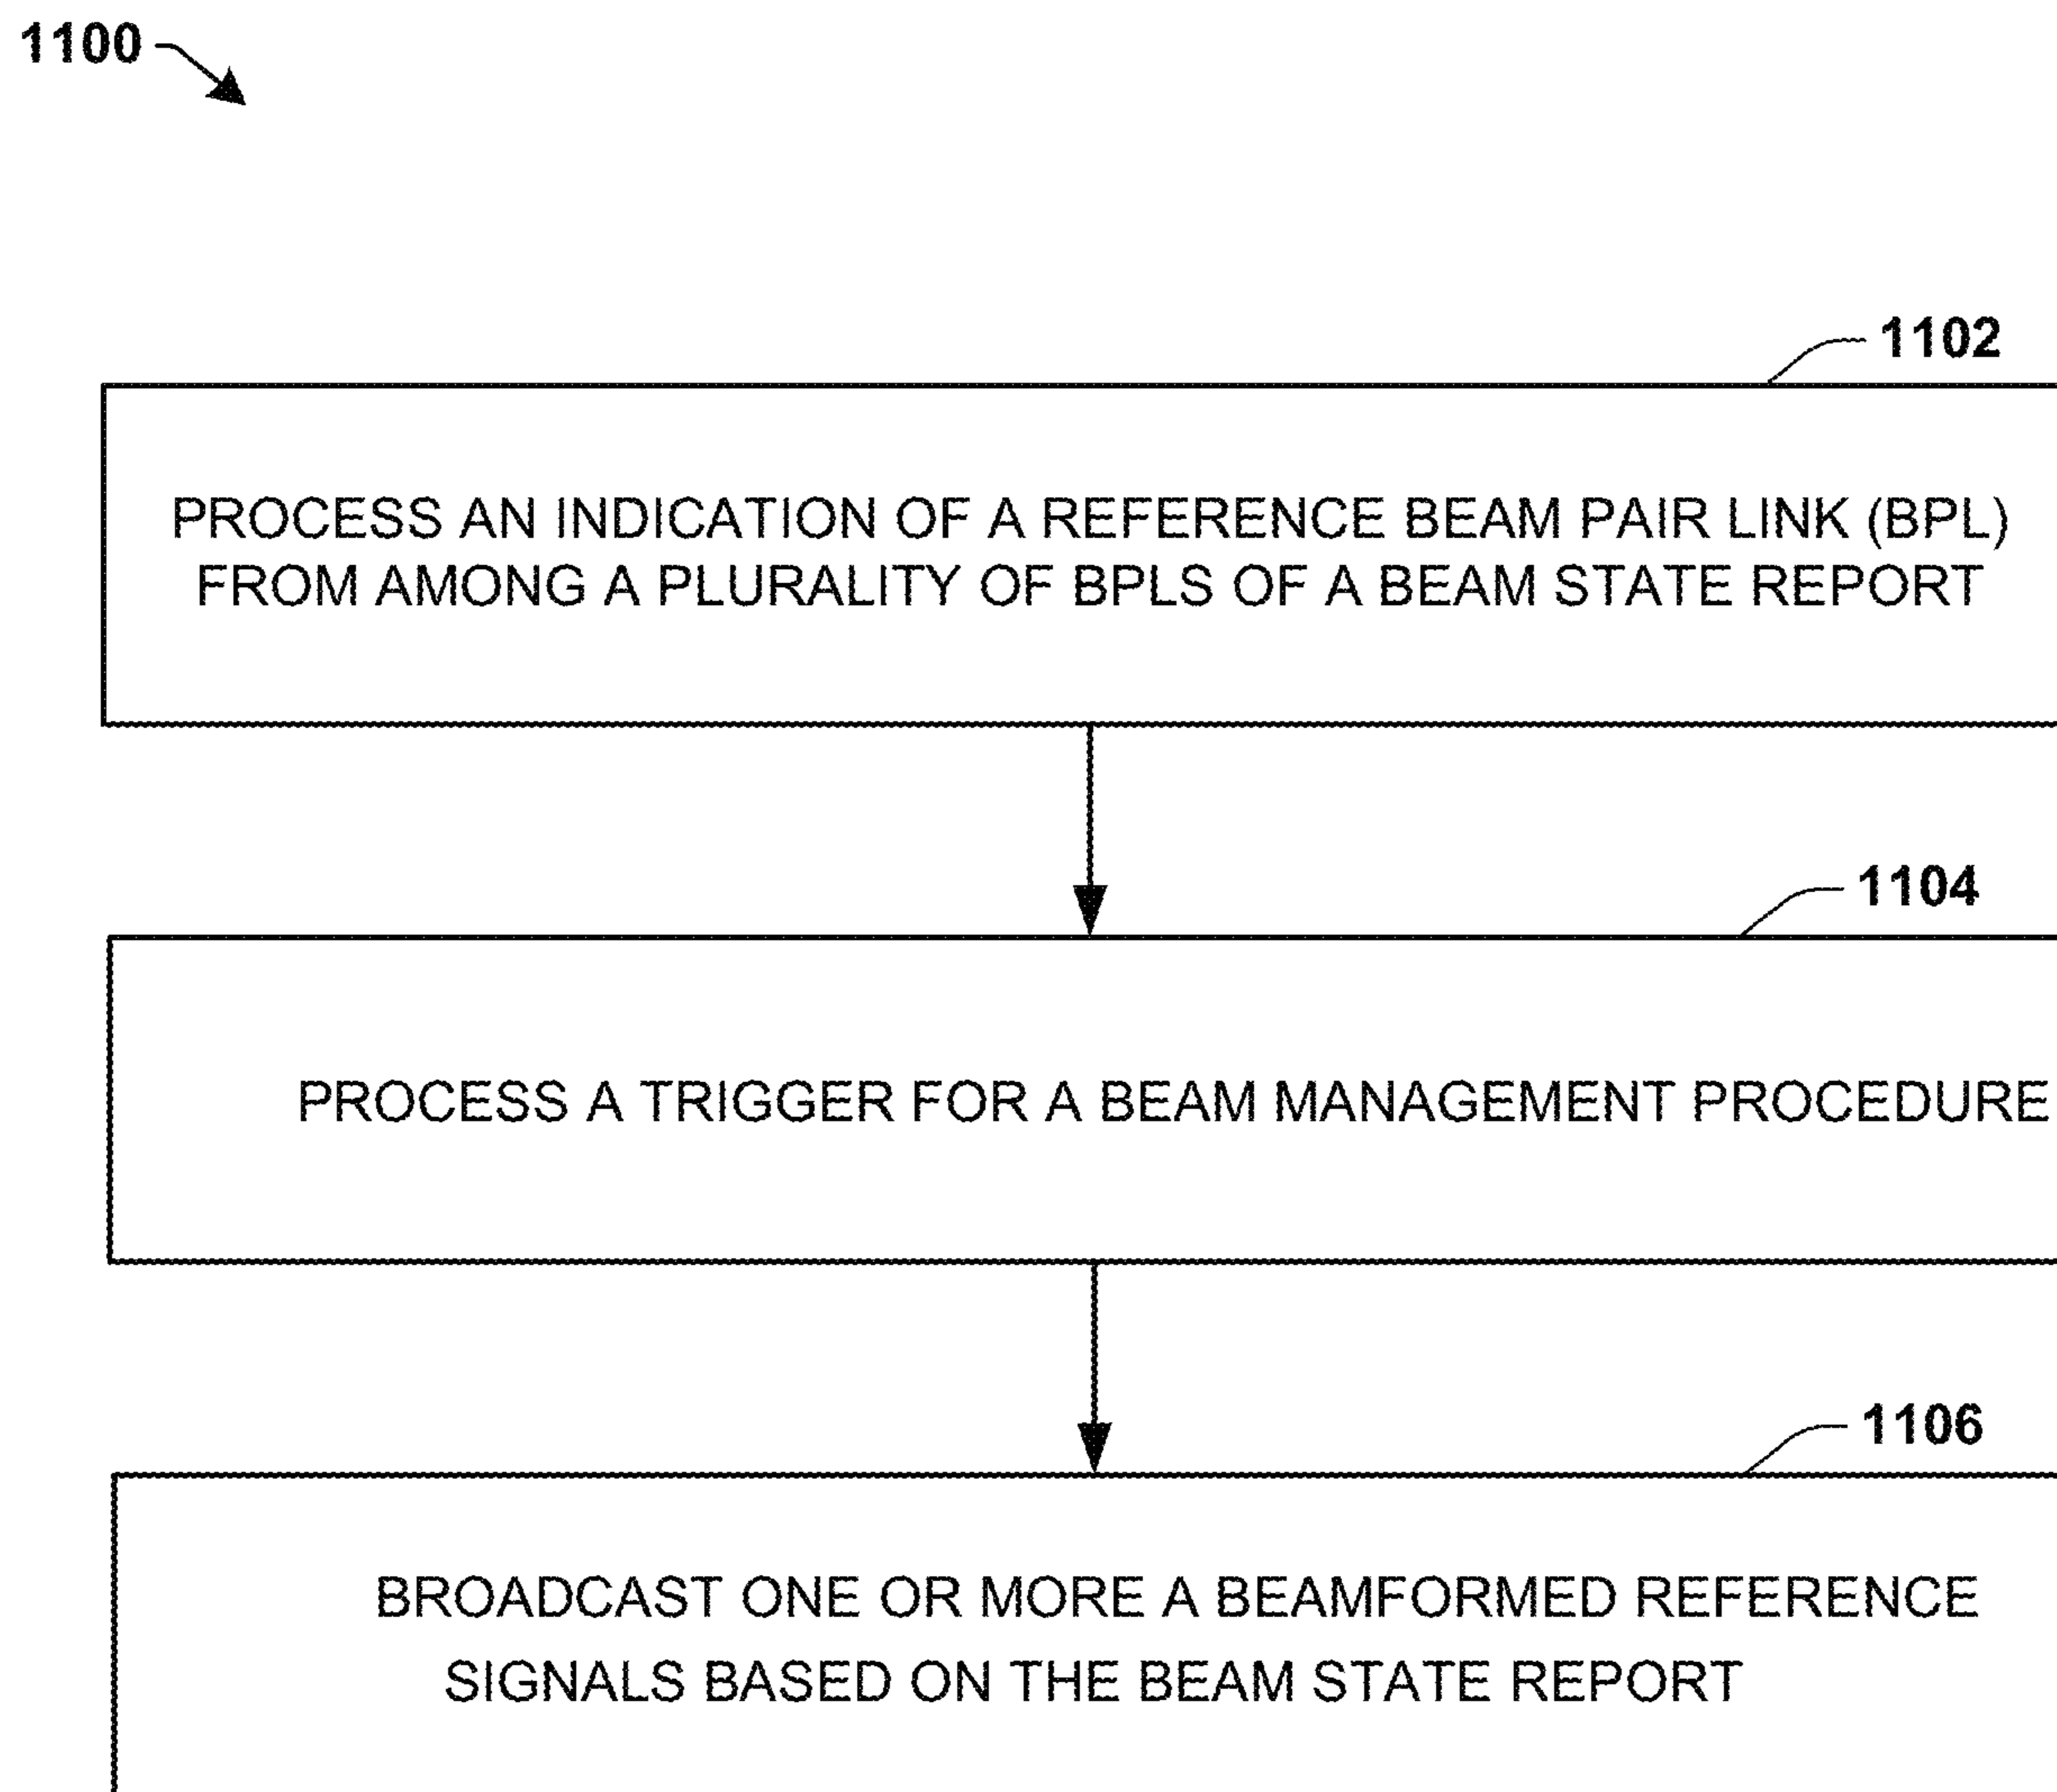 1100
1102
PROCESS AN INDICATION OF A REFERENCE BEAM PAIR LINK (BPL)
FROM AMONG A PLURALITY OF BPLS OF A BEAM STATE REPORT
1104
PROCESS A TRIGGER FOR A BEAM MANAGEMENT PROCEDURE
1106
BROADCAST ONE OR MORE A BEAMFORMED REFERENCE
SIGNALS BASED ON THE BEAM STATE REPORT